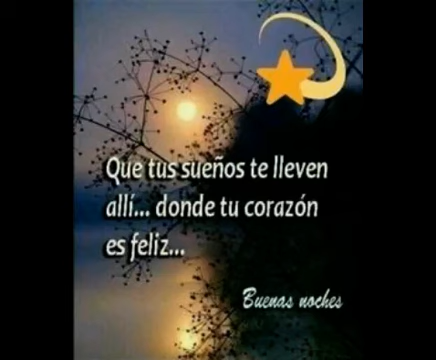 Que tus sueños te lleven
allí... donde tu corazón
es feliz...
Buenas noches